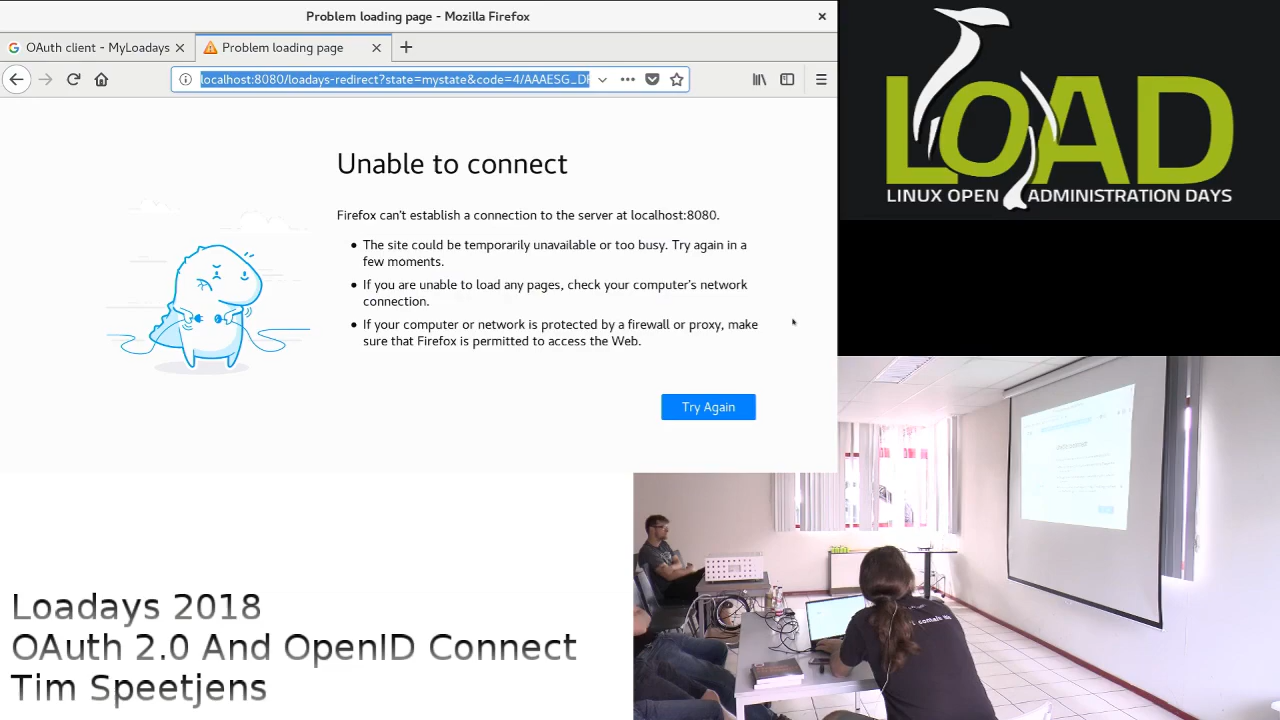 Problem loading page - Mozilla Firefox
OAuth client - MyLoadays
Problem loading page
localhost:8080/loadays-redirect?state=mystate&code=4/AAAESG_DF
Unable to connect
Firefox can't establish a connection to the server at localhost:8080.
The site could be temporarily unavailable or too busy. Try again in a
few moments.
If you are unable to load any pages, check your computer's network
connection.
If your computer or network is protected by a firewall or proxy, make
sure that Firefox is permitted to access the Web.
Try Again
LOAD
LINUX OPEN ADMINISTRATION DAYS
Loadays 2018
OAuth 2.0 And OpenID Connect
Tim Speetjens